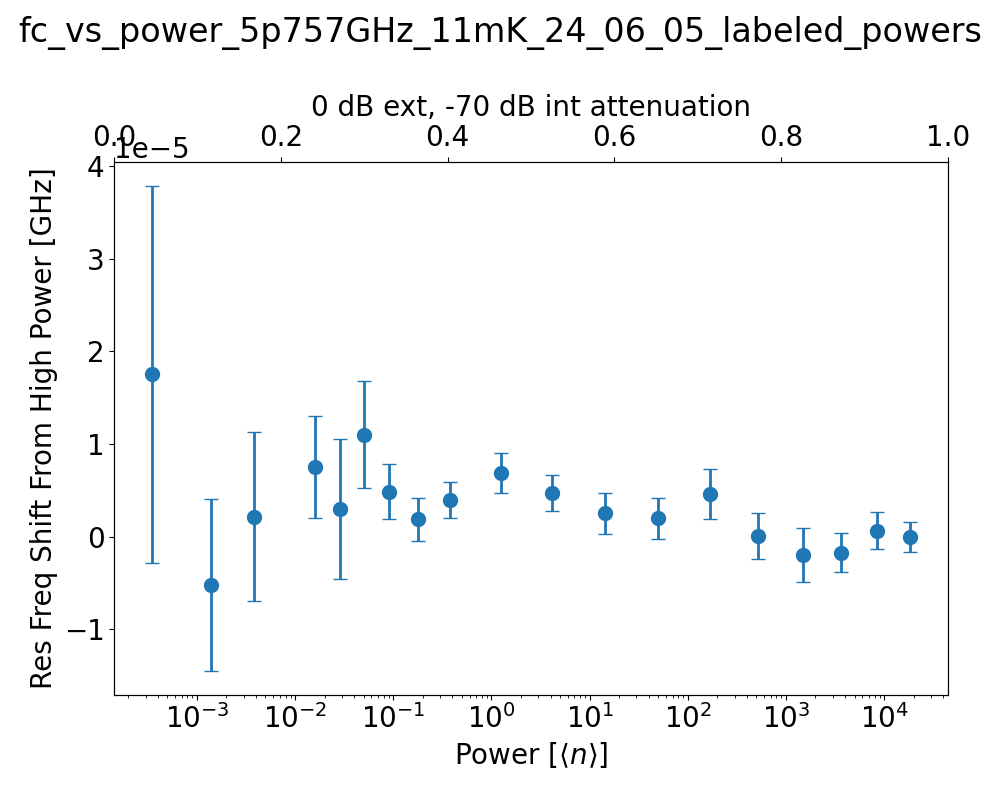 fc_vs_power_5p757GHz_11mK_24_06_05_labeled_powers
0 dB ext, -70 dB int attenuation
0.0 0.2 0.4 0.6 0.8 1.0
1e−5
4
3
2
1
0
−1
Res Freq Shift From High Power [GHz]
10⁻³ 10⁻² 10⁻¹ 10⁰ 10¹ 10² 10³ 10⁴
Power [⟨n⟩]